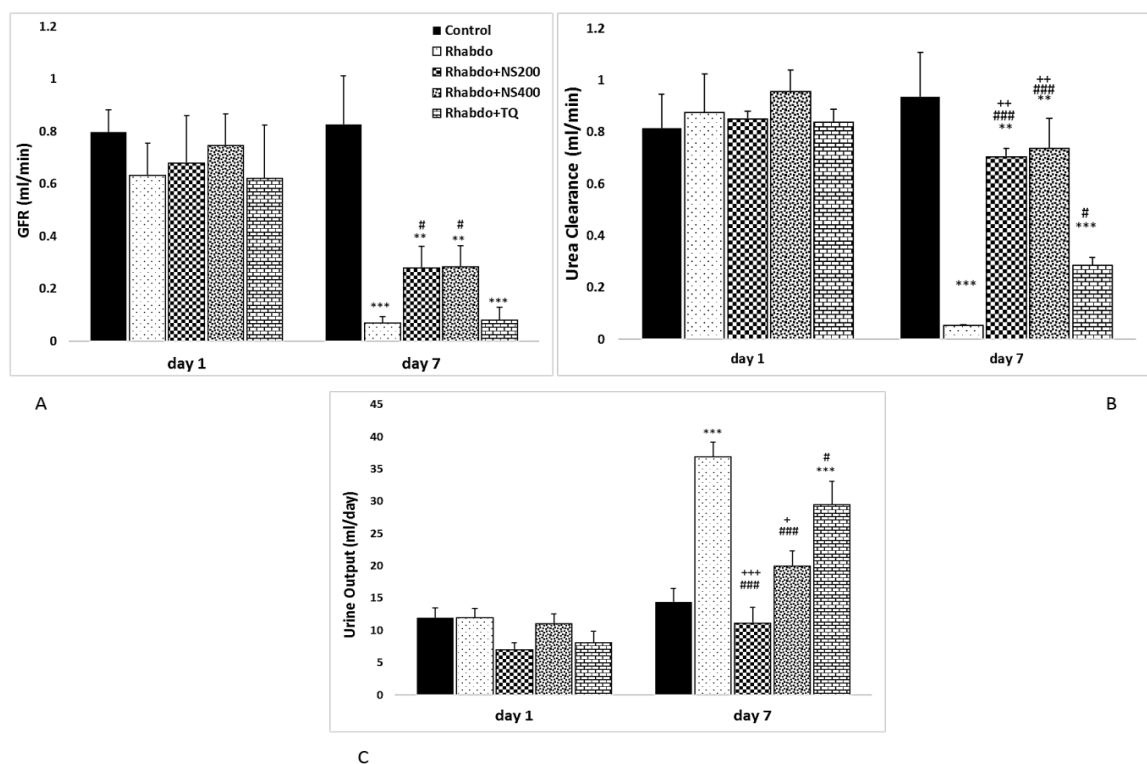 1.2
1
0.8
0.6
0.4
0.2
0
GFR (ml/min)
Control
Rhabdo
Rhabdo+NS200
Rhabdo+NS400
Rhabdo+TQ
***
#
**
#
**
***
day 1
day 7
A
1.2
1
0.8
0.6
0.4
0.2
0
Urea Clearance (ml/min)
***
++
###
**
++
###
**
#
***
day 1
day 7
B
45
40
35
30
25
20
15
10
5
0
Urine Output (ml/day)
***
+++
###
+
###
#
***
day 1
day 7
C